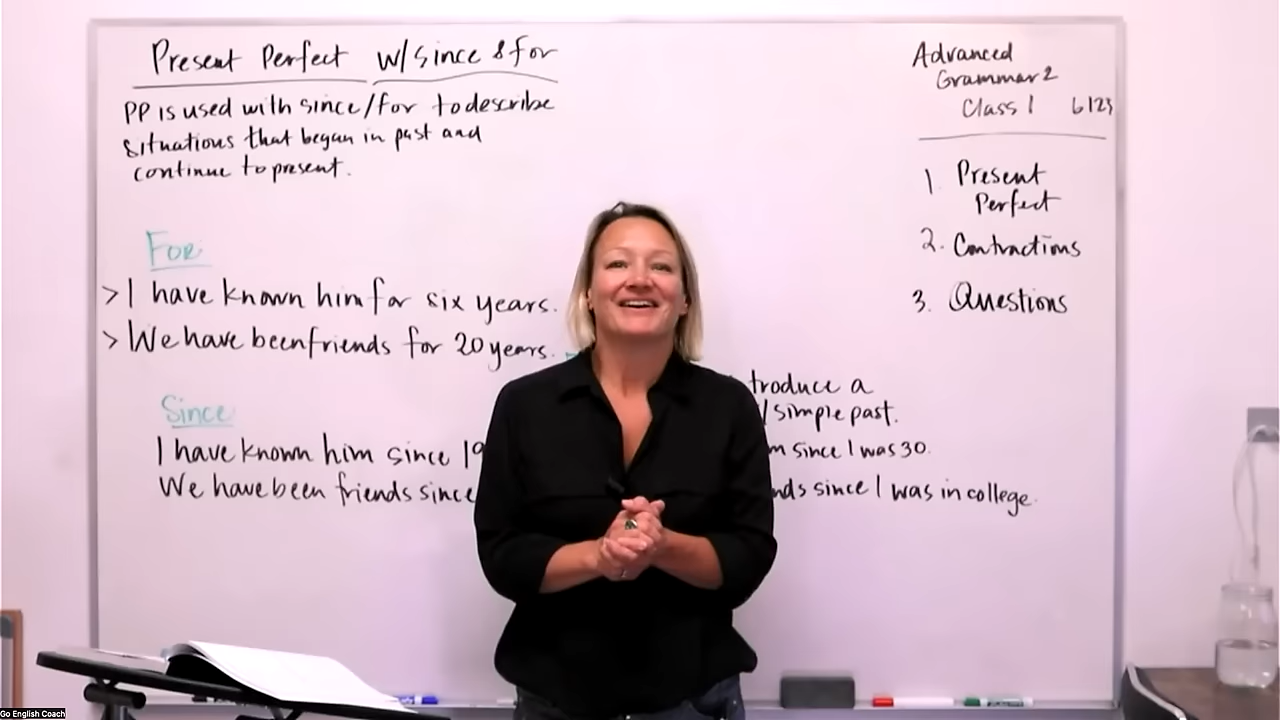 Present Perfect w/since & for
PP is used with since/for to describe
situations that began in past and
continue to present.
For
> I have known him for six years.
> We have been friends for 20 years.
Since
I have known him since 19
We have been friends since
troduce a
/simple past.
m since I was 30.
nds since I was in college.
Advanced
Grammar 2
Class 1 6123
1. Present
Perfect
2. Contractions
3. Questions
Go English Coach